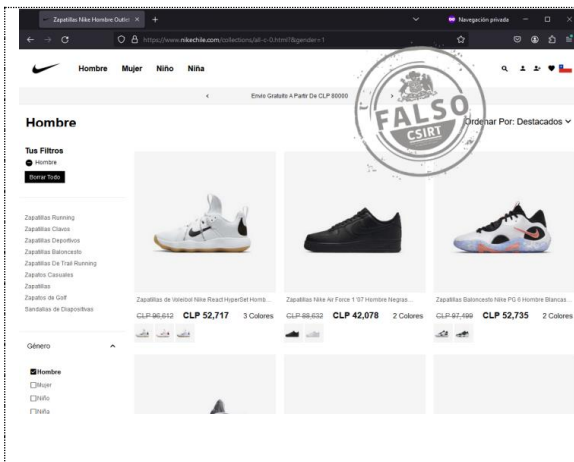 Zapatillas Nike Hombre Outlet
Navegación privada
https://www.nikechile.com/collections/all-c-0.html?&gender=1
Hombre Mujer Niño Niña
Envío Gratuito A Partir De CLP 80000
FALSO
CSIRT
Hombre
Ordenar Por: Destacados
Tus Filtros
Hombre
Borrar Todo
Zapatillas Running
Zapatillas Clavos
Zapatillas Deportivos
Zapatillas Baloncesto
Zapatillas De Trail Running
Zapatos Casuales
Zapatillas
Zapatos de Golf
Sandalias de Diapositivas
Zapatillas de Voleibol Nike React HyperSet Homb...
CLP 96,612 CLP 52,717 3 Colores
Zapatillas Nike Air Force 1 '07 Hombre Negras...
CLP 88,632 CLP 42,078 2 Colores
Zapatillas Baloncesto Nike PG 6 Hombre Blancas...
CLP 97,499 CLP 52,735 2 Colores
Género
Hombre
Mujer
Niño
Niña